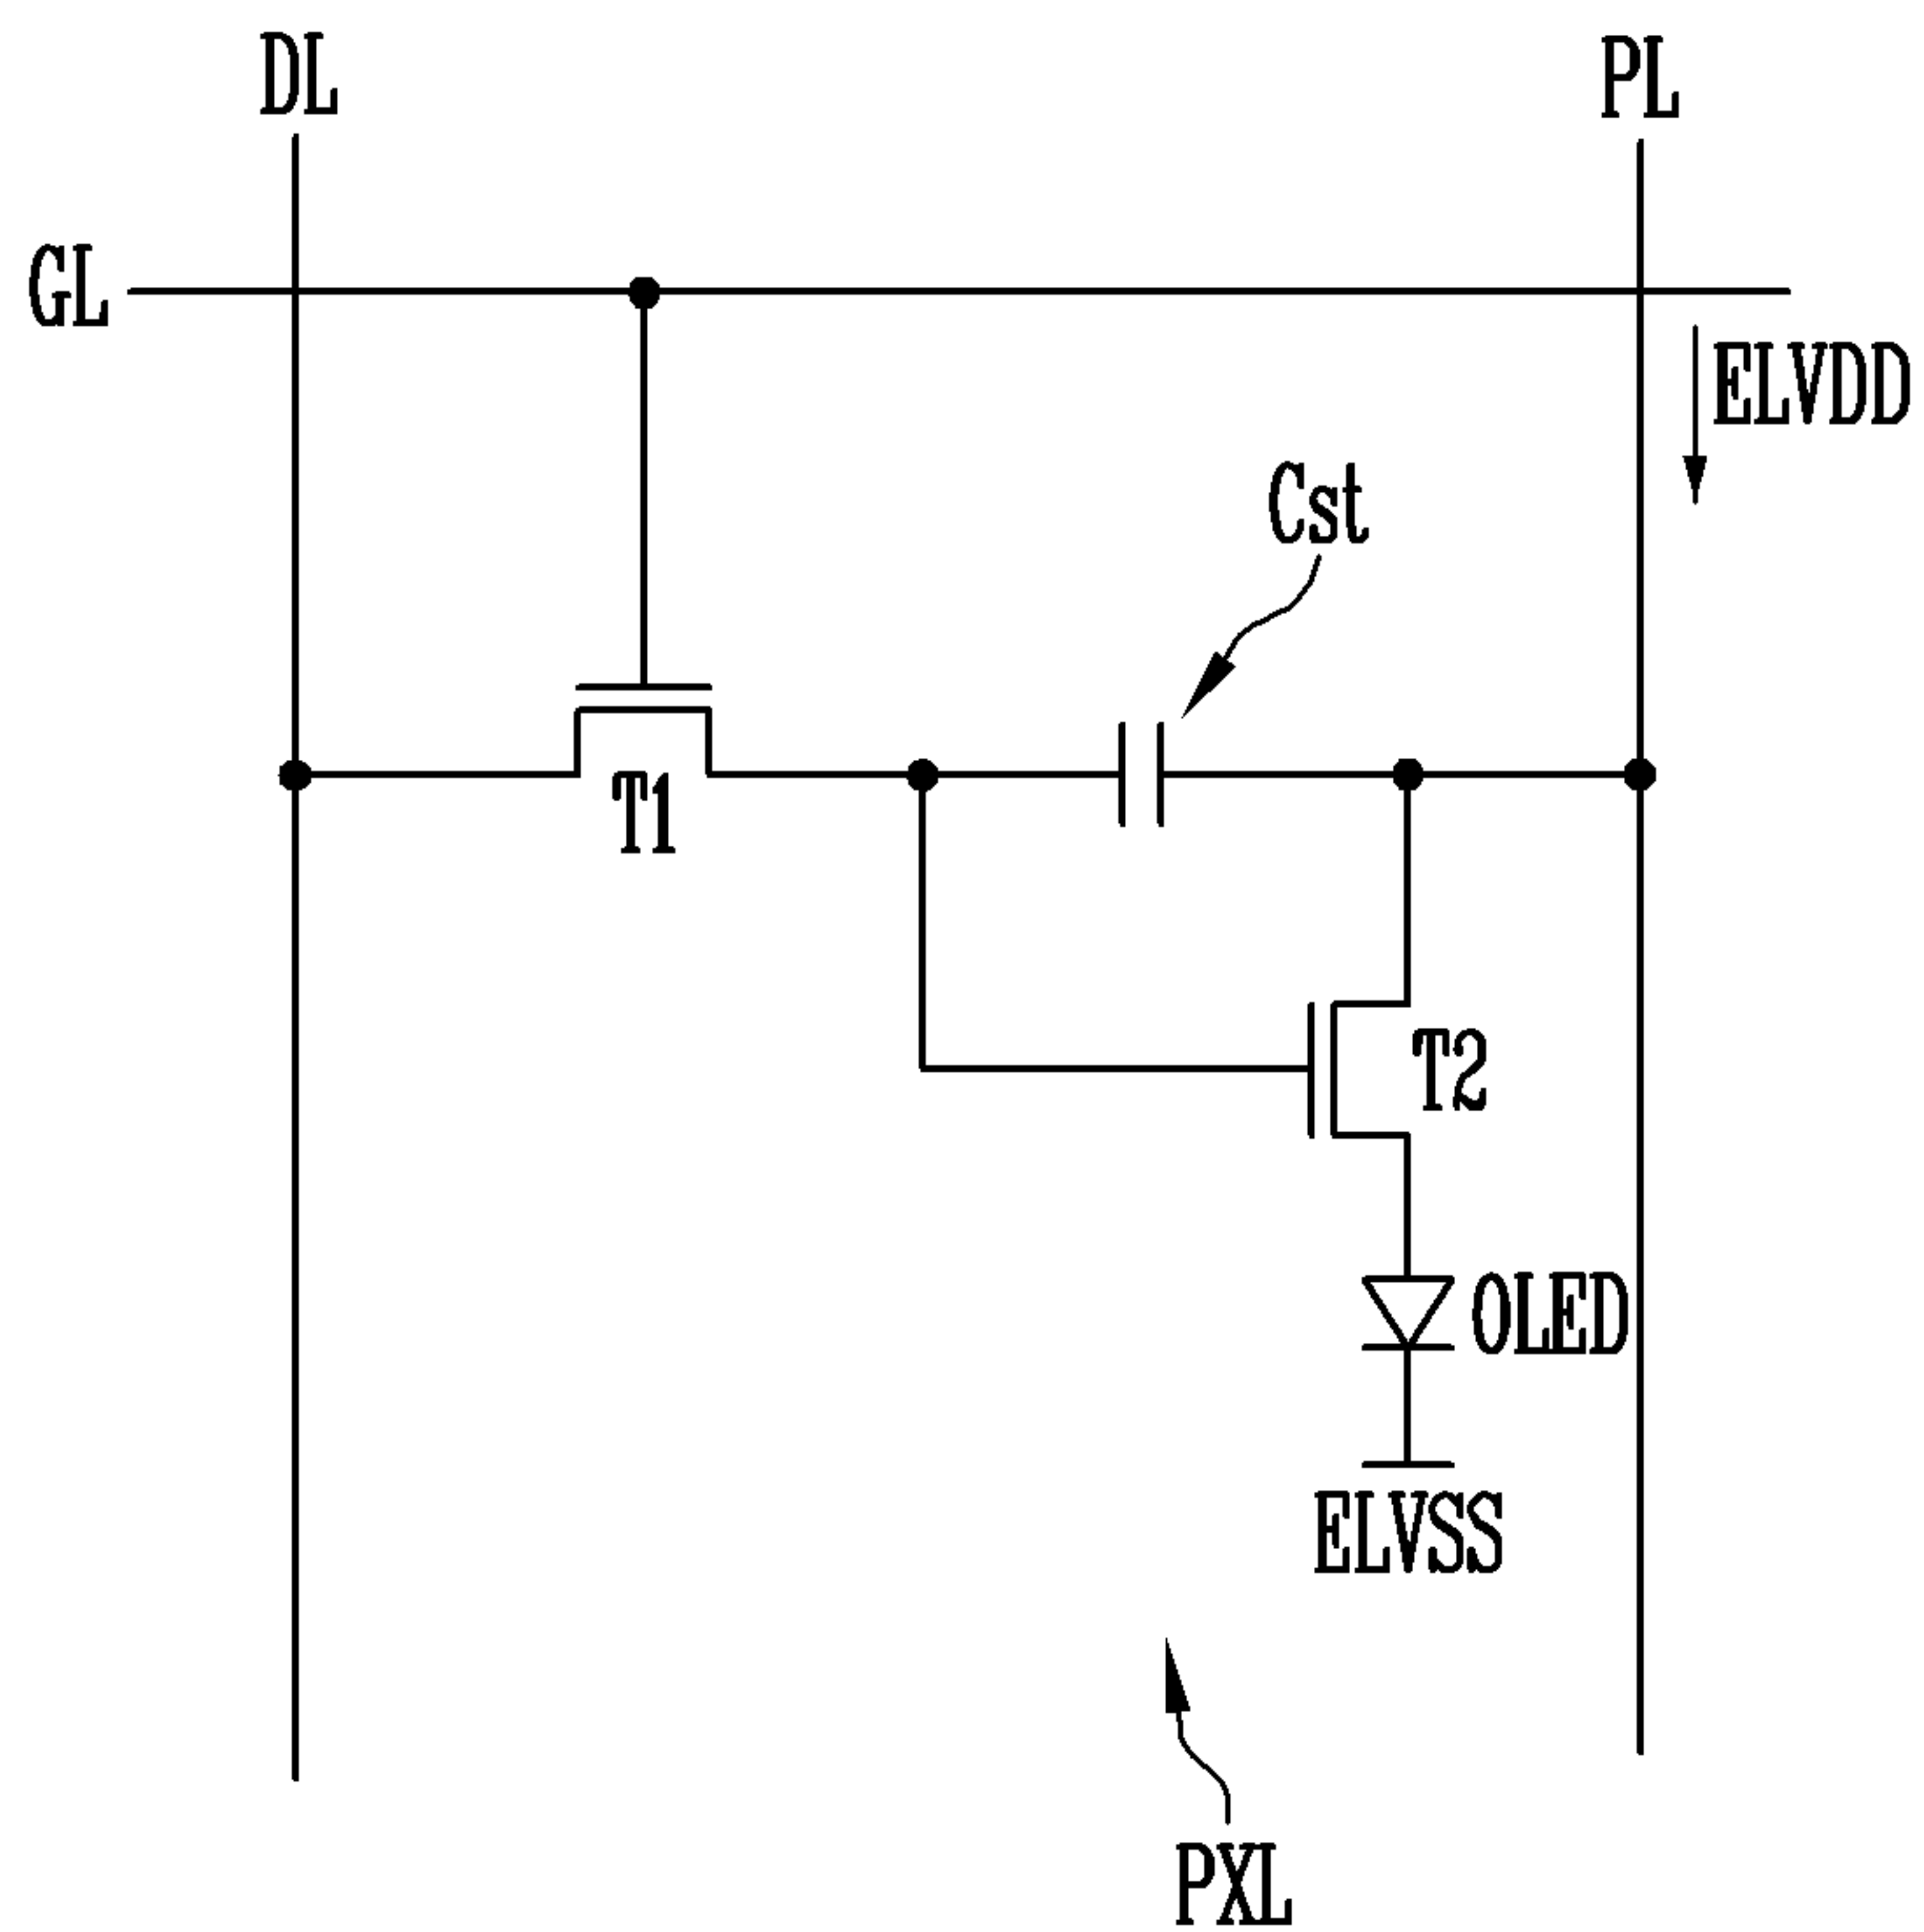 DL
PL
GL
ELVDD
Cst
T1
T2
OLED
ELVSS
PXL